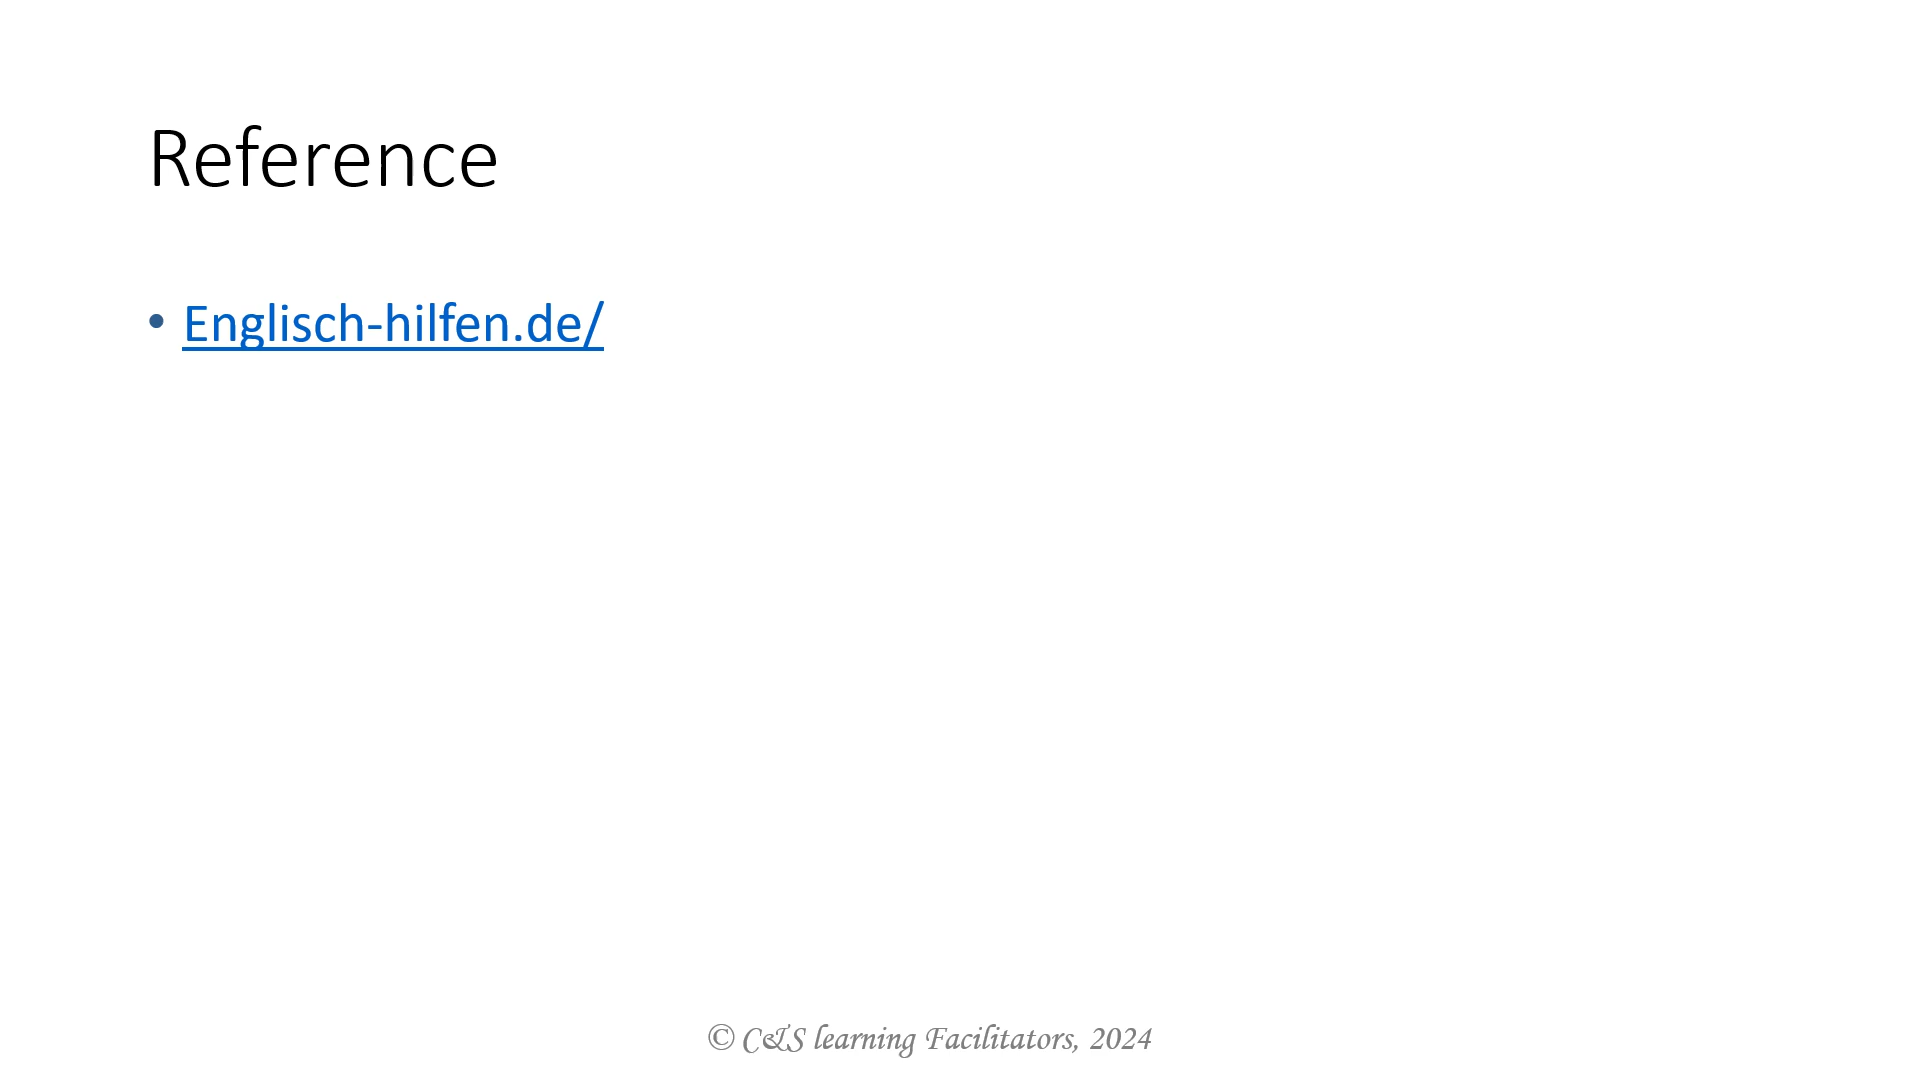 Reference
• Englisch-hilfen.de/
© C&S learning Facilitators, 2024